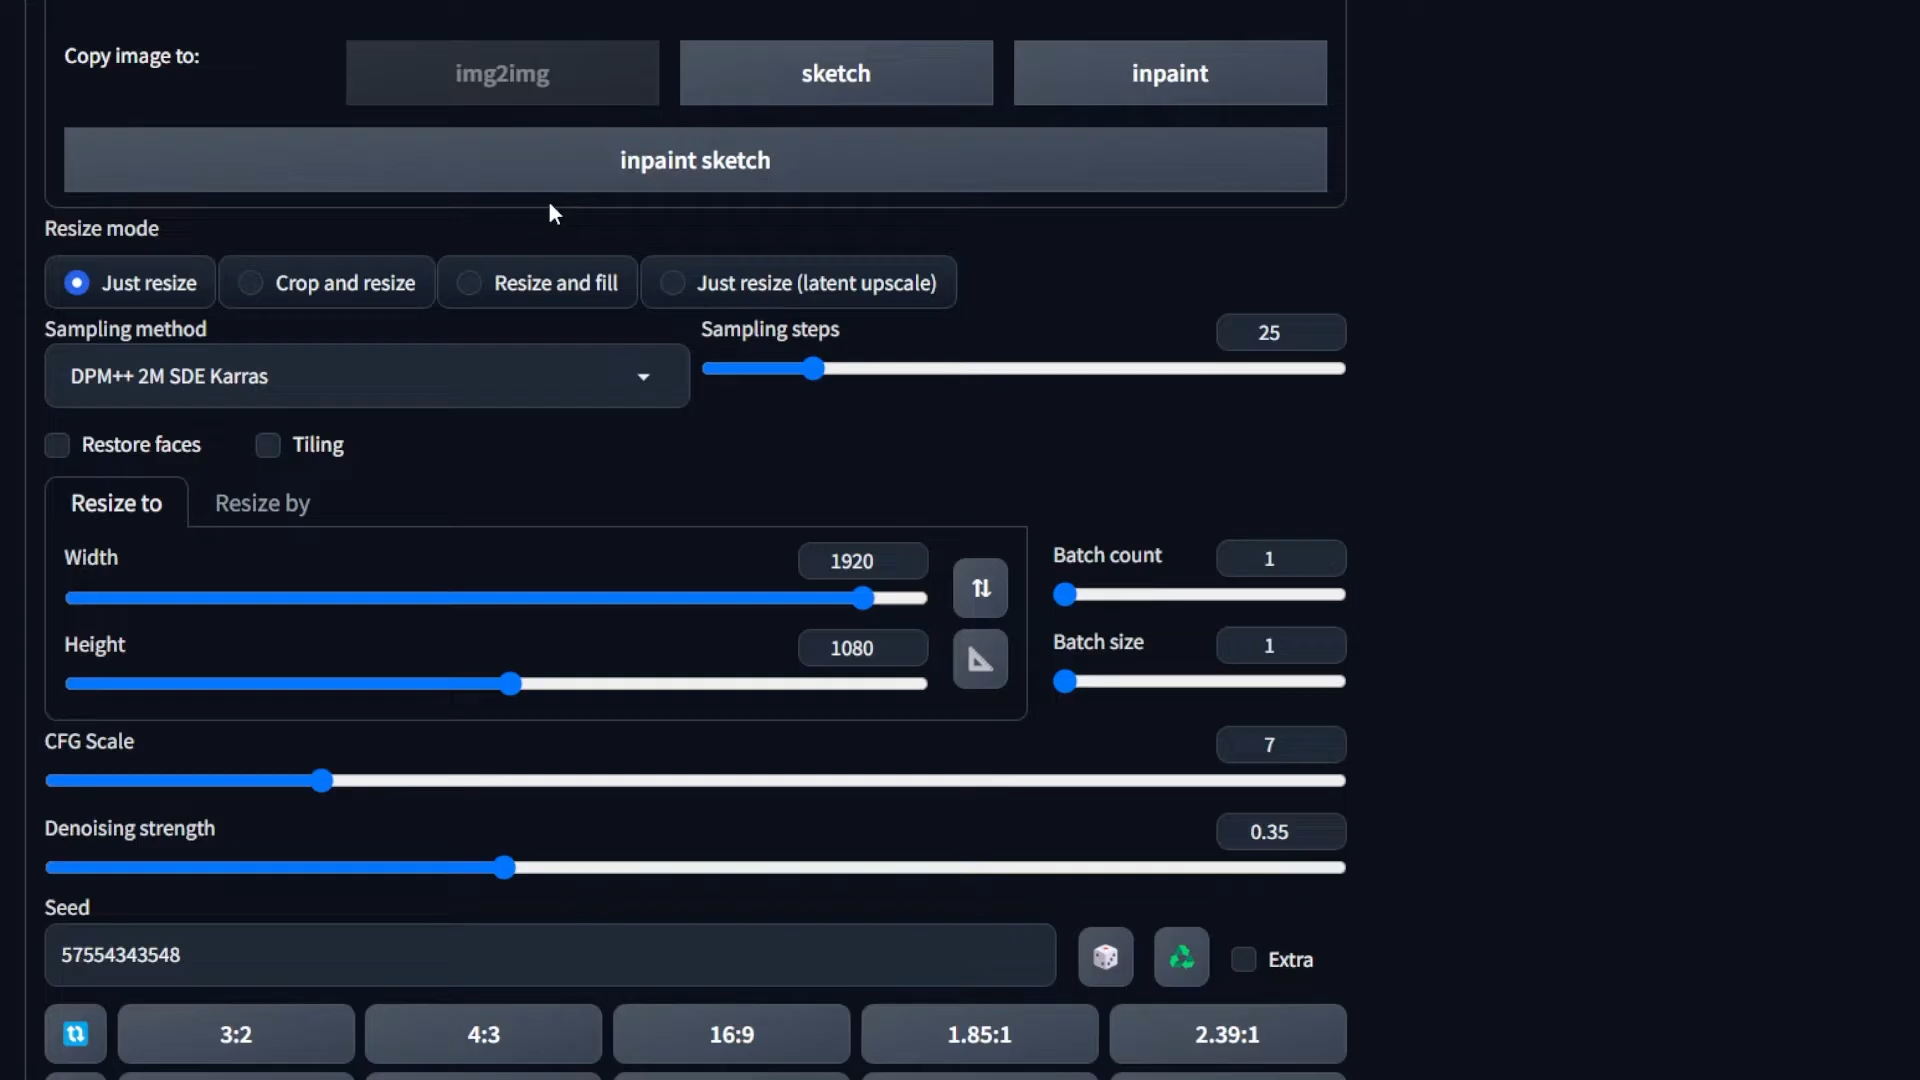 Copy image to:
img2img
sketch
inpaint
inpaint sketch
Resize mode
Just resize
Crop and resize
Resize and fill
Just resize (latent upscale)
Sampling method
Sampling steps
25
DPM++ 2M SDE Karras
Restore faces
Tiling
Resize to
Resize by
Width
1920
Batch count
1
Height
1080
Batch size
1
CFG Scale
7
Denoising strength
0.35
Seed
57554343548
Extra
3:2
4:3
16:9
1.85:1
2.39:1